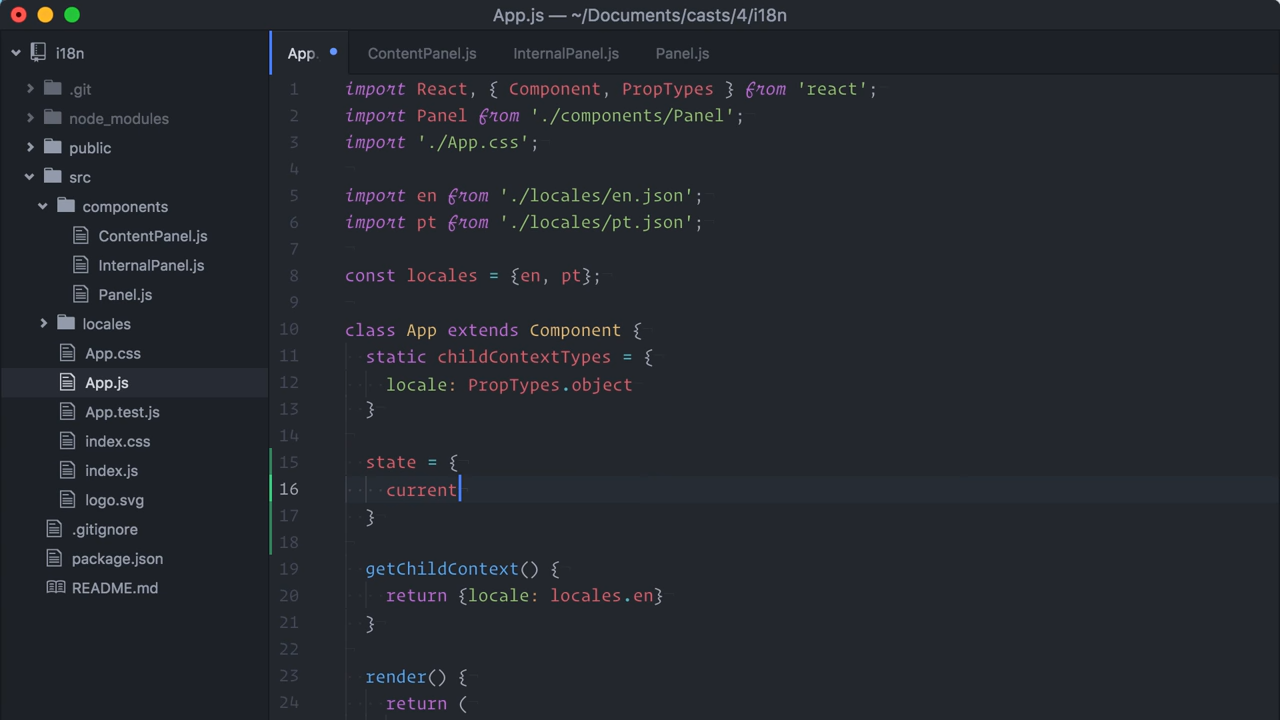 App.js — ~/Documents/casts/4/i18n
i18n
.git
node_modules
public
src
components
ContentPanel.js
InternalPanel.js
Panel.js
locales
App.css
App.js
App.test.js
index.css
index.js
logo.svg
.gitignore
package.json
README.md
App. ContentPanel.js InternalPanel.js Panel.js
1 import React, { Component, PropTypes } from 'react';
2 import Panel from './components/Panel';
3 import './App.css';
4
5 import en from './locales/en.json';
6 import pt from './locales/pt.json';
7
8 const locales = {en, pt};
9
10 class App extends Component {
11 static childContextTypes = {
12 locale: PropTypes.object
13 }
14
15 state = {
16 current
17 }
18
19 getChildContext() {
20 return {locale: locales.en}
21 }
22
23 render() {
24 return (